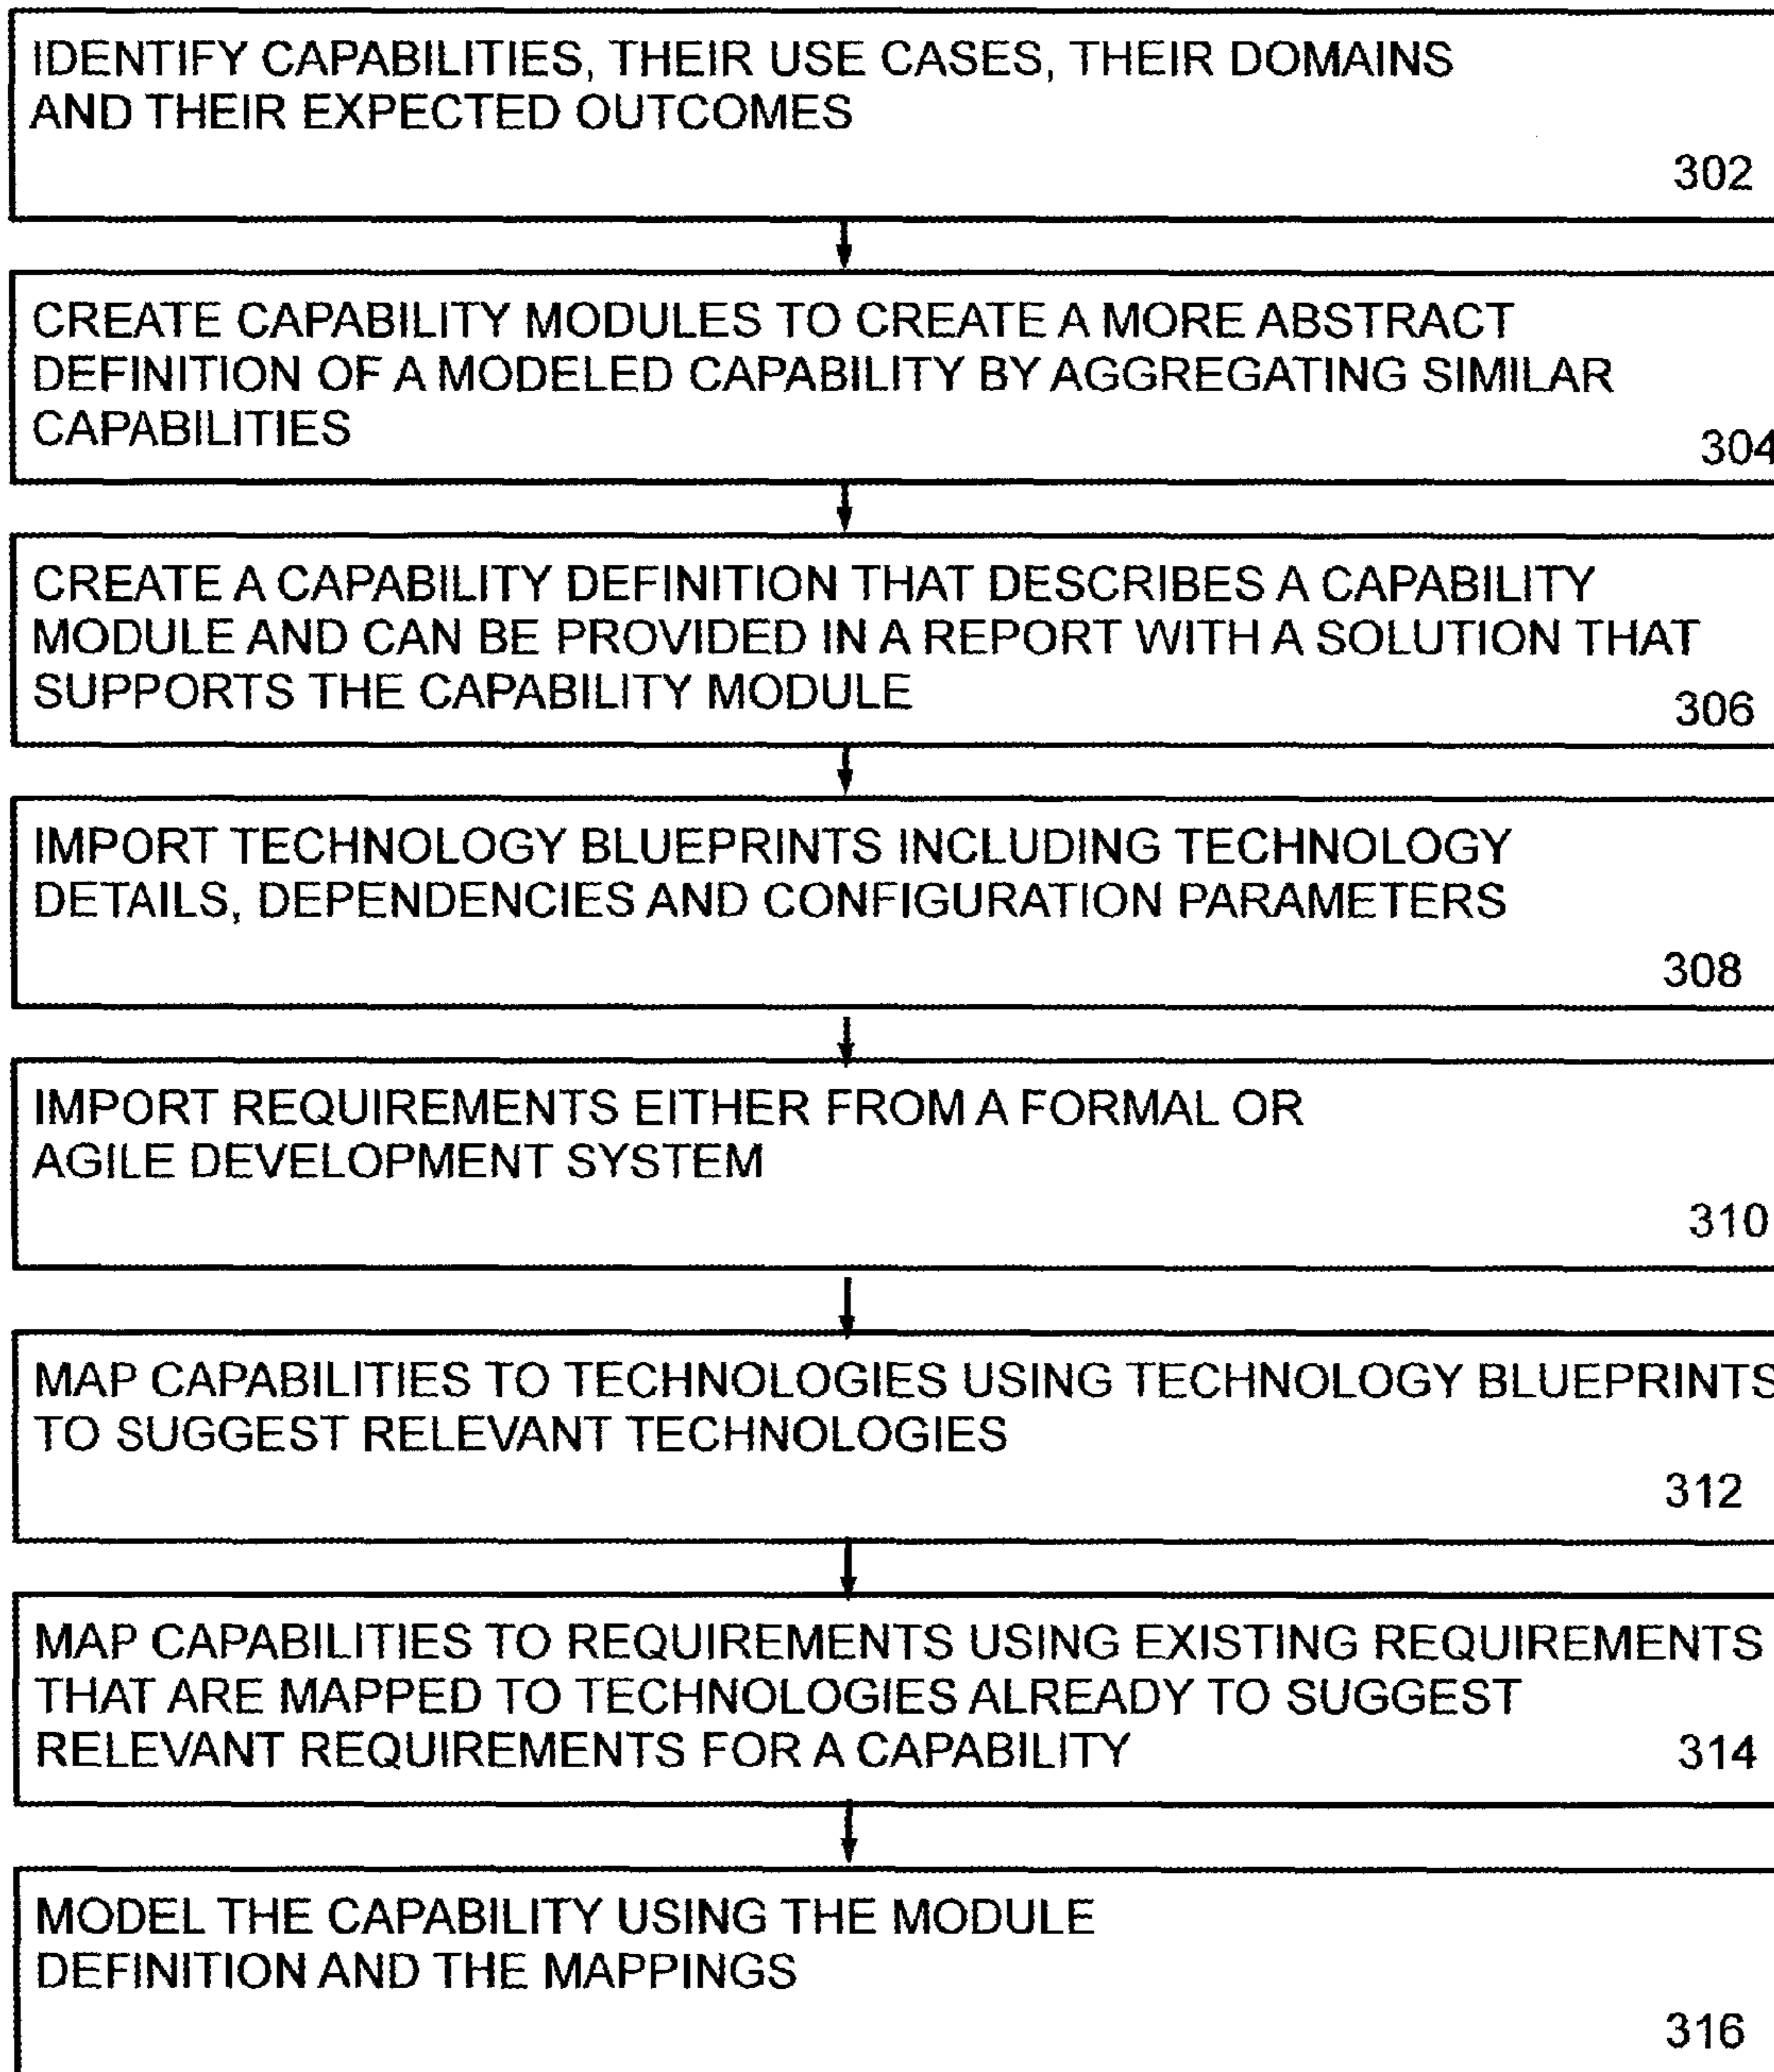 IDENTIFY CAPABILITIES, THEIR USE CASES, THEIR DOMAINS
AND THEIR EXPECTED OUTCOMES
302
CREATE CAPABILITY MODULES TO CREATE A MORE ABSTRACT
DEFINITION OF A MODELED CAPABILITY BY AGGREGATING SIMILAR
CAPABILITIES
304
CREATE A CAPABILITY DEFINITION THAT DESCRIBES A CAPABILITY
MODULE AND CAN BE PROVIDED IN A REPORT WITH A SOLUTION THAT
SUPPORTS THE CAPABILITY MODULE
306
IMPORT TECHNOLOGY BLUEPRINTS INCLUDING TECHNOLOGY
DETAILS, DEPENDENCIES AND CONFIGURATION PARAMETERS
308
IMPORT REQUIREMENTS EITHER FROM A FORMAL OR
AGILE DEVELOPMENT SYSTEM
310
MAP CAPABILITIES TO TECHNOLOGIES USING TECHNOLOGY BLUEPRINTS
TO SUGGEST RELEVANT TECHNOLOGIES
312
MAP CAPABILITIES TO REQUIREMENTS USING EXISTING REQUIREMENTS
THAT ARE MAPPED TO TECHNOLOGIES ALREADY TO SUGGEST
RELEVANT REQUIREMENTS FOR A CAPABILITY
314
MODEL THE CAPABILITY USING THE MODULE
DEFINITION AND THE MAPPINGS
316